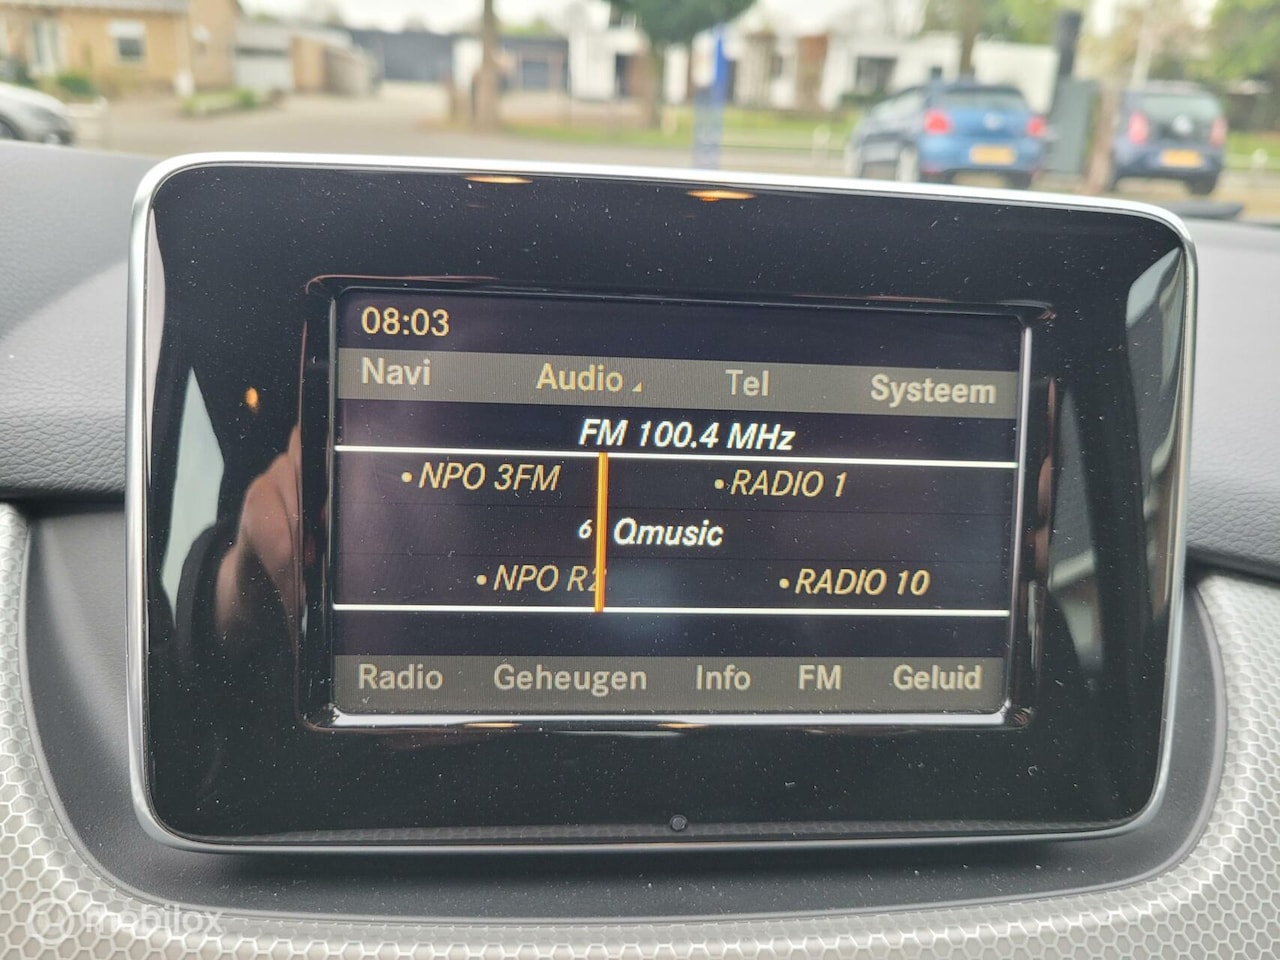 08:03
Navi Audio Tel Systeem
FM 100.4 MHz
•NPO 3FM •RADIO 1
6 Qmusic
•NPO R2 •RADIO 10
Radio Geheugen Info FM Geluid
mobilox